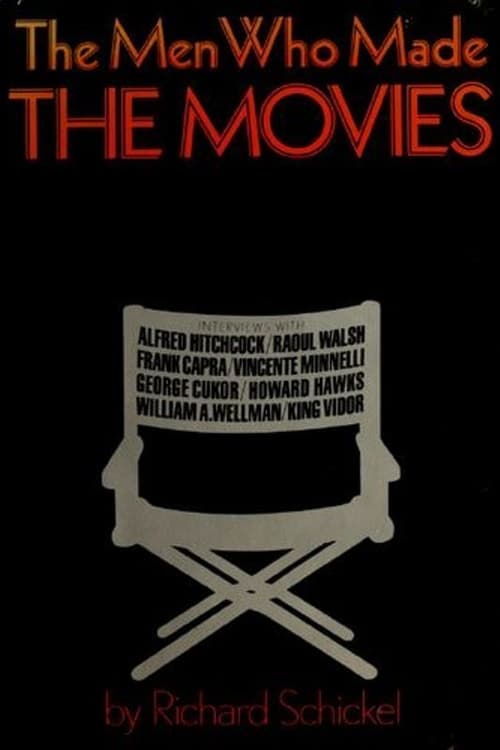 The Men Who Made
THE MOVIES
INTERVIEWS WITH
ALFRED HITCHCOCK/RAOUL WALSH
FRANK CAPRA/VINCENTE MINNELLI
GEORGE CUKOR/HOWARD HAWKS
WILLIAM A. WELLMAN/KING VIDOR
by Richard Schickel